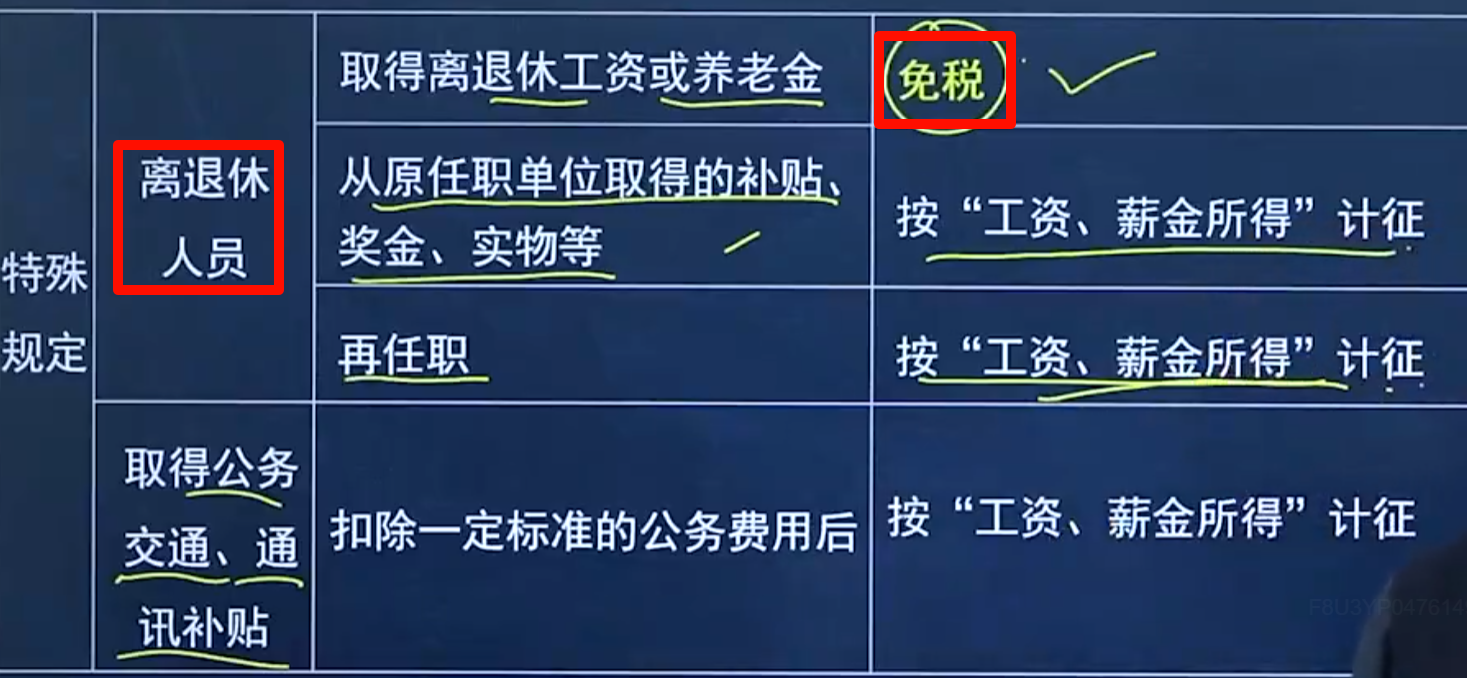 特殊
规定
离退休
人员
取得离退休工资或养老金
免税
从原任职单位取得的补贴、
奖金、实物等
按“工资、薪金所得”计征
再任职
按“工资、薪金所得”计征
取得公务
交通、通
讯补贴
扣除一定标准的公务费用后
按“工资、薪金所得”计征